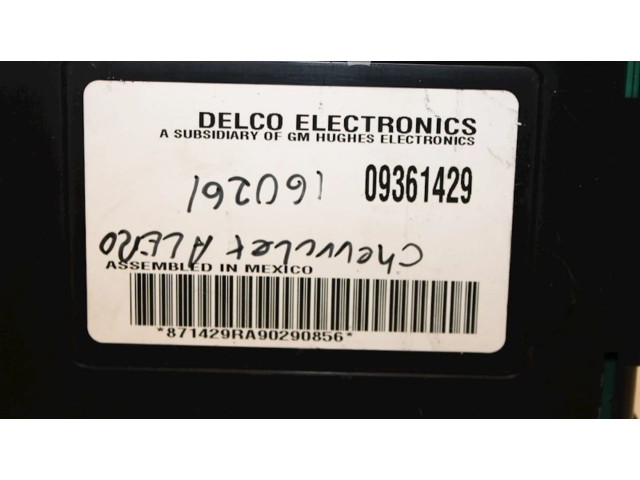 DELCO ELECTRONICS
A SUBSIDIARY OF GM HUGHES ELECTRONICS
160261 09361429
Chevrolet ALERO
ASSEMBLED IN MEXICO
*871429RA90290856*